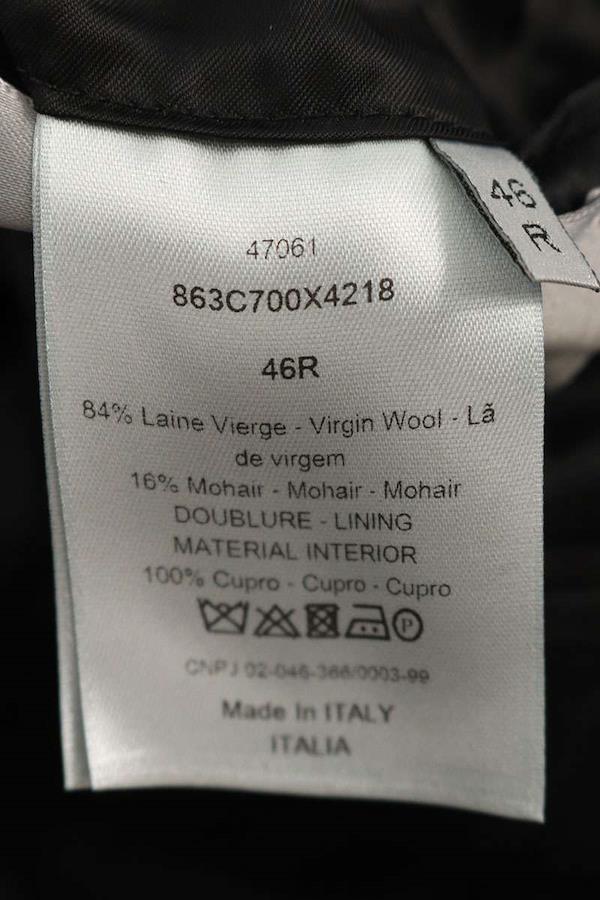 46
R
47061
863C700X4218
46R
84% Laine Vierge - Virgin Wool - Lã
de virgem
16% Mohair - Mohair - Mohair
DOUBLURE - LINING
MATERIAL INTERIOR
100% Cupro - Cupro - Cupro
P
CNPJ 02-046-366/0003-99
Made In ITALY
ITALIA